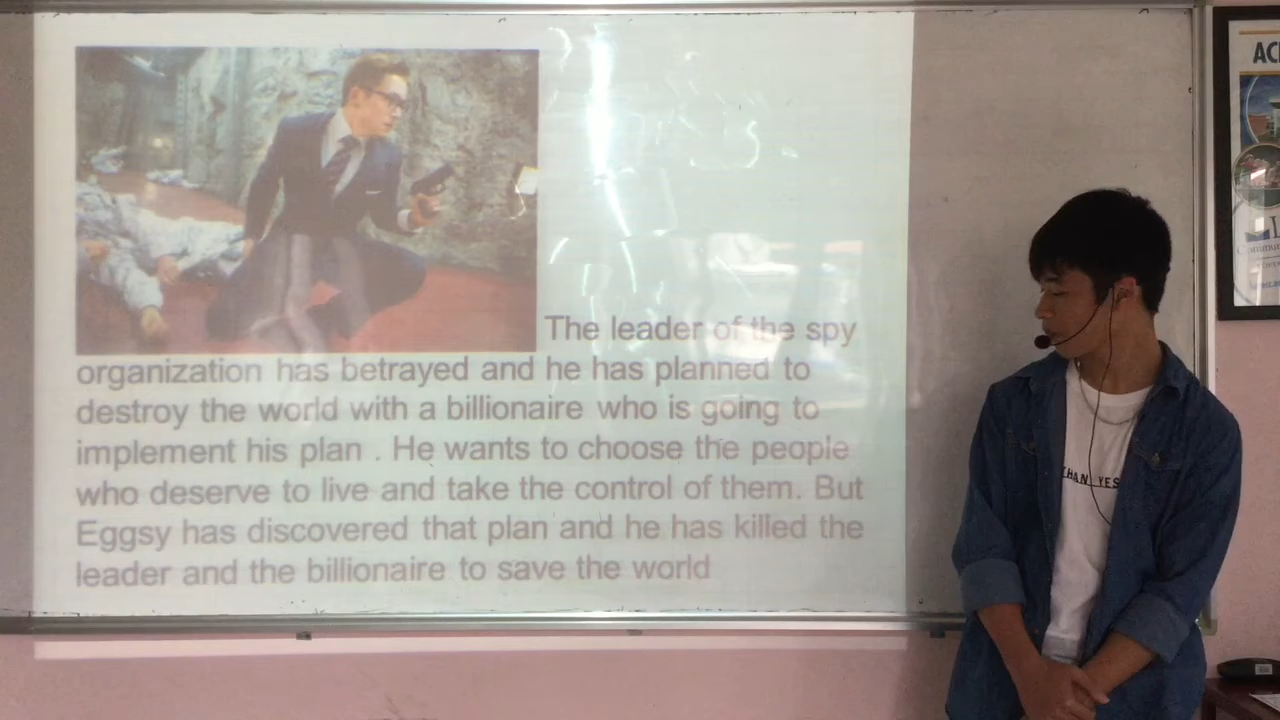 The leader of the spy
organization has betrayed and he has planned to
destroy the world with a billionaire who is going to
implement his plan . He wants to choose the people
who deserve to live and take the control of them. But
Eggsy has discovered that plan and he has killed the
leader and the billionaire to save the world
YES